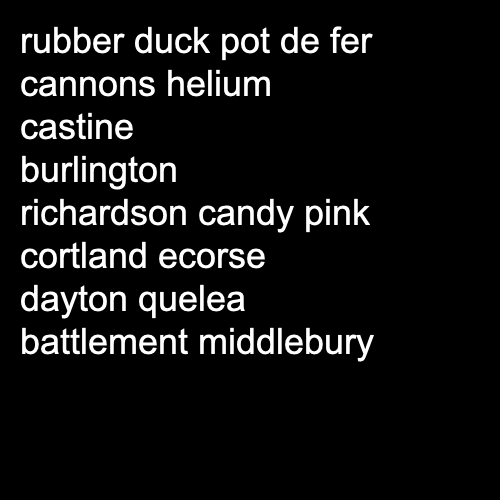 rubber duck pot de fer
cannons helium
castine
burlington
richardson candy pink
cortland ecorse
dayton quelea
battlement middlebury